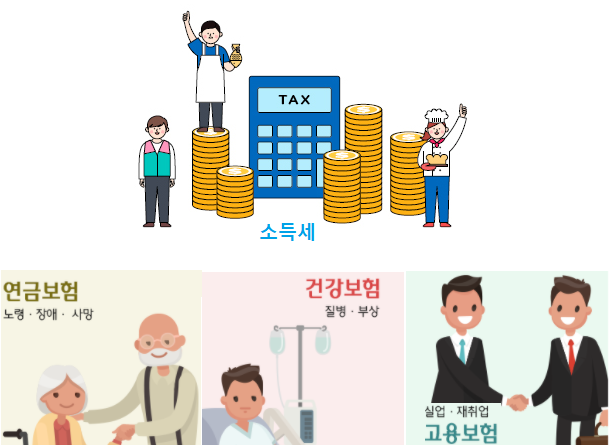 TAX
소득세
연금보험
노령 · 장애 · 사망
건강보험
질병 · 부상
실업 · 재취업
고용보험